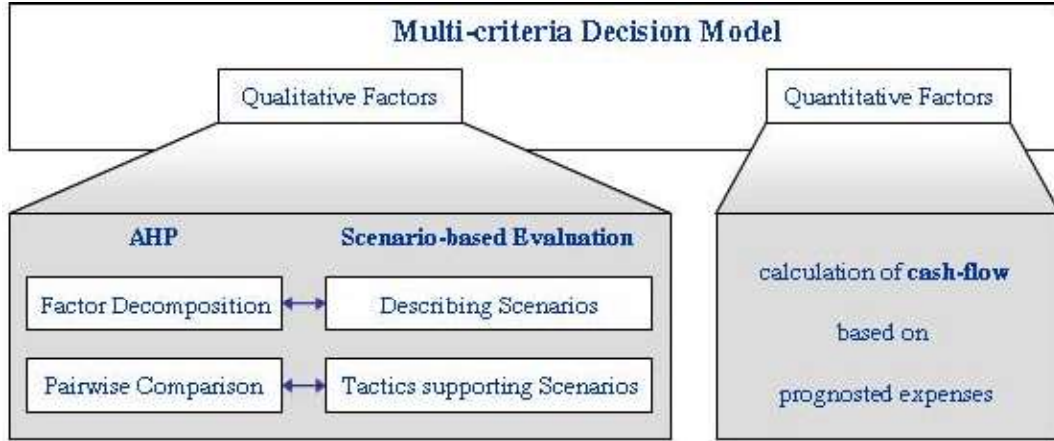 Multi-criteria Decision Model
Qualitative Factors
Quantitative Factors
AHP
Scenario-based Evaluation
Factor Decomposition
Describing Scenarios
Pairwise Comparison
Tactics supporting Scenarios
calculation of cash-flow
based on
prognosted expenses